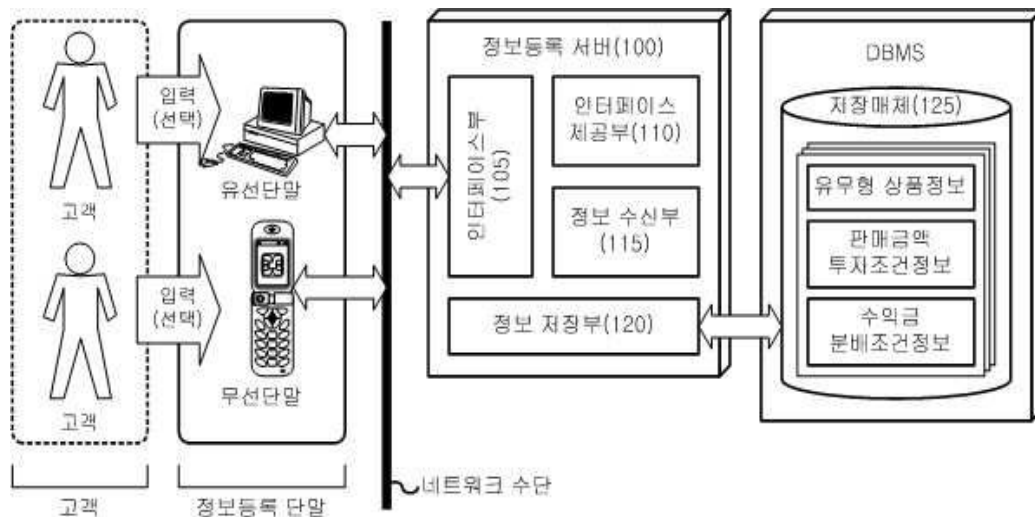 고객
고객
고객
입력
(선택)
유선단말
입력
(선택)
무선단말
정보등록 단말
네트워크 수단
정보등록 서버(100)
인터페이스부
(105)
인터페이스
제공부(110)
정보 수신부
(115)
정보 저장부(120)
DBMS
저장매체(125)
유무형 상품정보
판매금액
투자조건정보
수익금
분배조건정보